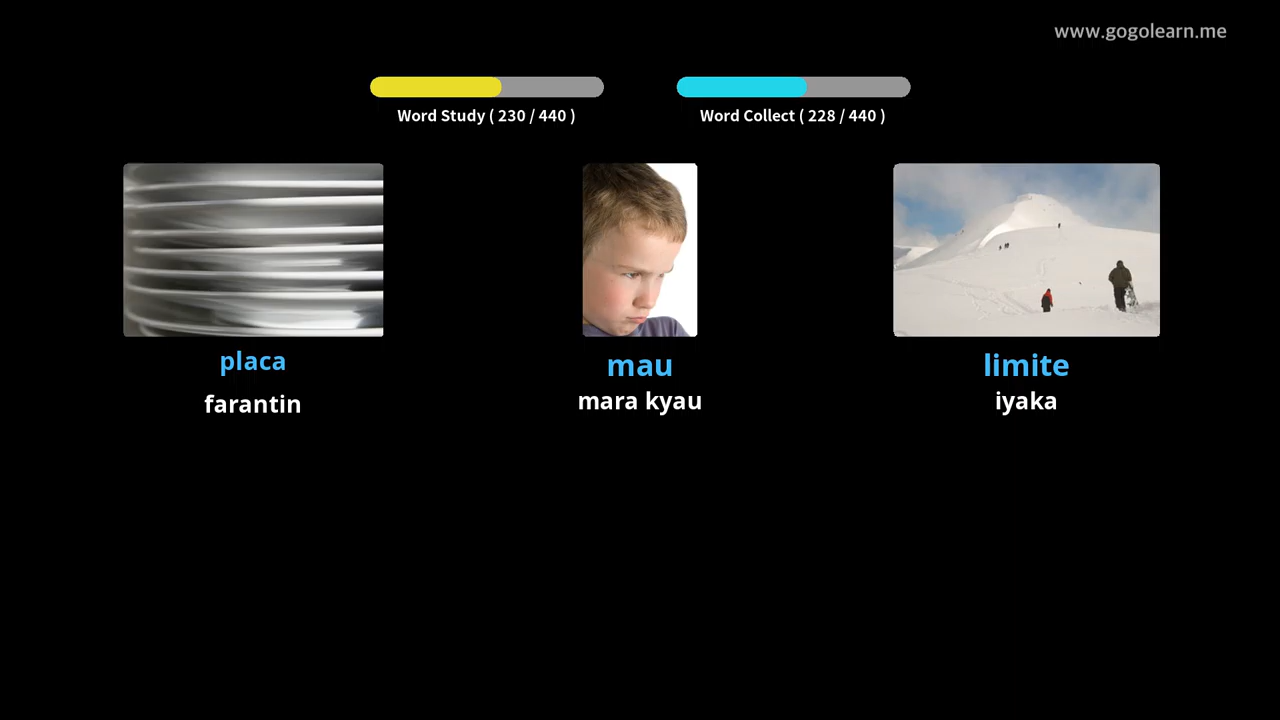 www.gogolearn.me
Word Study ( 230 / 440 )
Word Collect ( 228 / 440 )
placa
farantin
mau
mara kyau
limite
iyaka